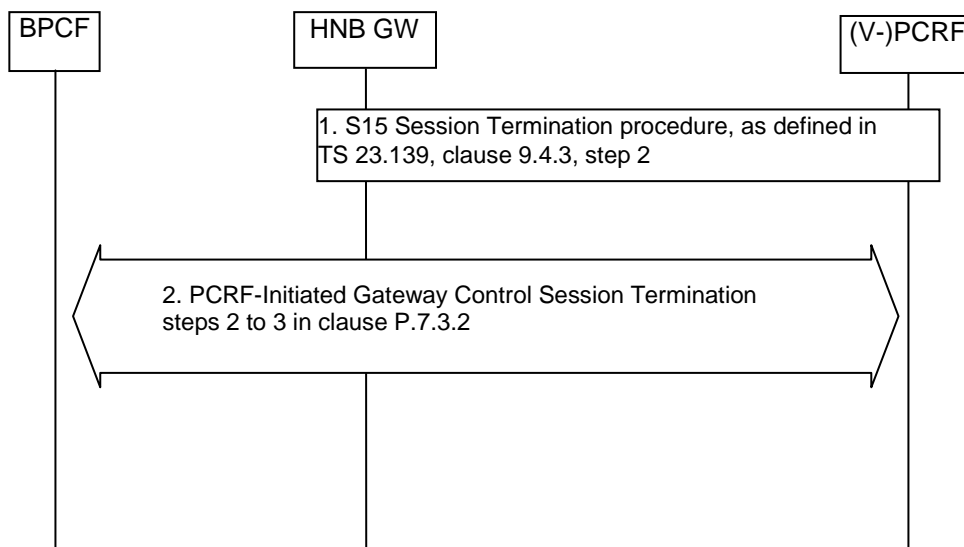 BPCF
HNB GW
(V-)PCRF
1. S15 Session Termination procedure, as defined in
TS 23.139, clause 9.4.3, step 2
2. PCRF-Initiated Gateway Control Session Termination
steps 2 to 3 in clause P.7.3.2